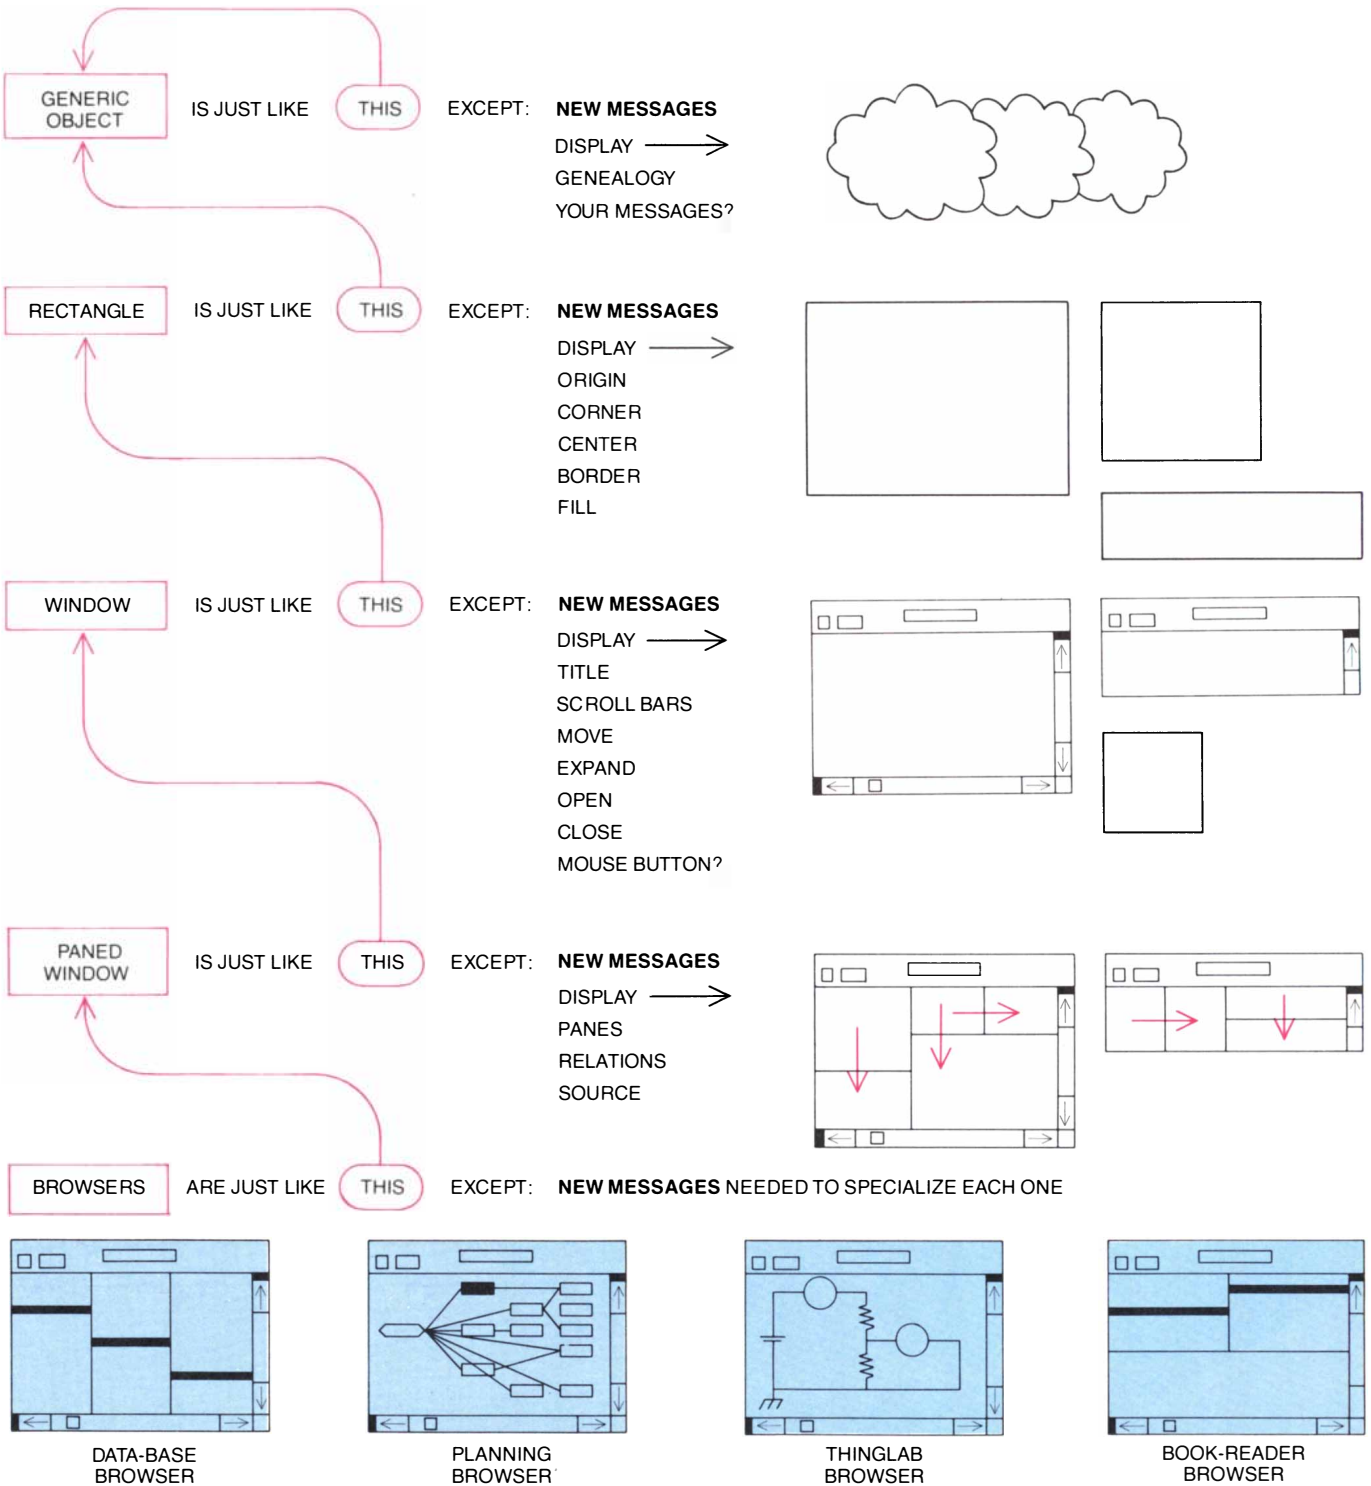 GENERIC
OBJECT
IS JUST LIKE
THIS
EXCEPT:
NEW MESSAGES
DISPLAY
GENEALOGY
YOUR MESSAGES?
RECTANGLE
IS JUST LIKE
THIS
EXCEPT:
NEW MESSAGES
DISPLAY
ORIGIN
CORNER
CENTER
BORDER
FILL
WINDOW
IS JUST LIKE
THIS
EXCEPT:
NEW MESSAGES
DISPLAY
TITLE
SCROLL BARS
MOVE
EXPAND
OPEN
CLOSE
MOUSE BUTTON?
PANED
WINDOW
IS JUST LIKE
THIS
EXCEPT:
NEW MESSAGES
DISPLAY
PANES
RELATIONS
SOURCE
BROWSERS
ARE JUST LIKE
THIS
EXCEPT:
NEW MESSAGES NEEDED TO SPECIALIZE EACH ONE
DATA-BASE
BROWSER
PLANNING
BROWSER
THINGLAB
BROWSER
BOOK-READER
BROWSER